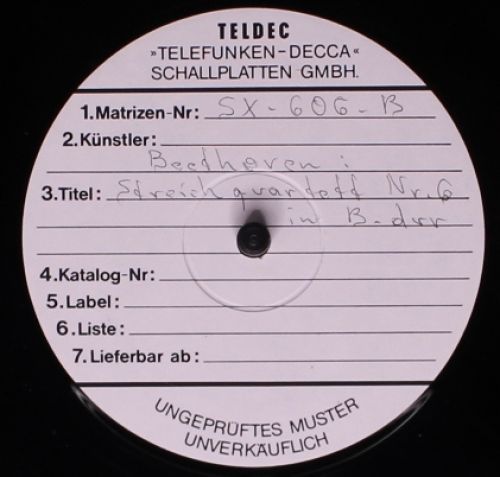 TELDEC
»TELEFUNKEN-DECCA«
SCHALLPLATTEN GMBH.
1.Matrizen-Nr: SX-606-B
2.Künstler:
Beethoven:
3.Titel: Streichquartett Nr.6
in B-dur
4.Katalog-Nr:
5.Label:
6.Liste:
7.Lieferbar ab:
UNGEPRÜFTES MUSTER
UNVERKÄUFLICH